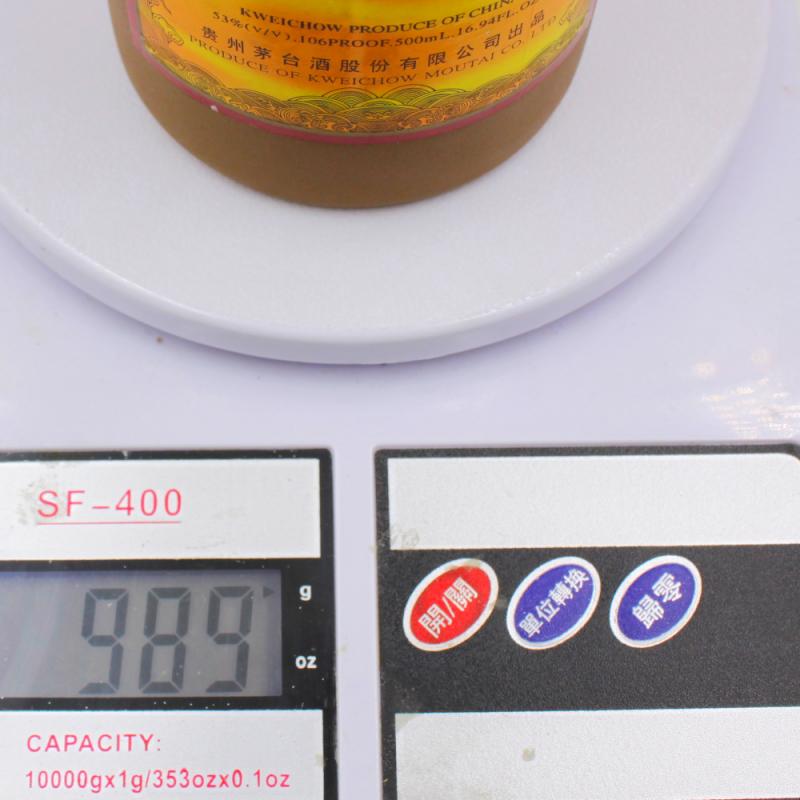 KWEICHOW PRODUCE OF CHINA
53%(V/V).106PROOF.500mL.16.94FL.OZ
贵州茅台酒股份有限公司出品
PRODUCE OF KWEICHOW MOUTAI CO., LTD
SF-400
開/關
單位轉換
歸零
989
g
oz
CAPACITY:
10000gx1g/353ozx0.1oz